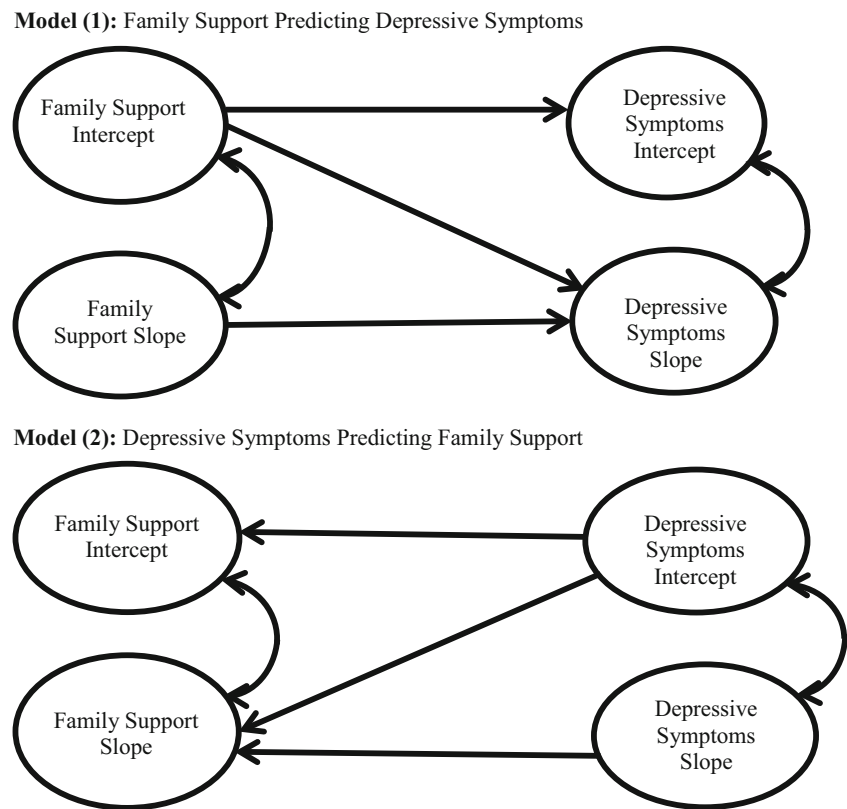 Model (1): Family Support Predicting Depressive Symptoms
Family Support
Intercept
Depressive
Symptoms
Intercept
Family
Support Slope
Depressive
Symptoms
Slope
Model (2): Depressive Symptoms Predicting Family Support
Family Support
Intercept
Depressive
Symptoms
Intercept
Family Support
Slope
Depressive
Symptoms
Slope